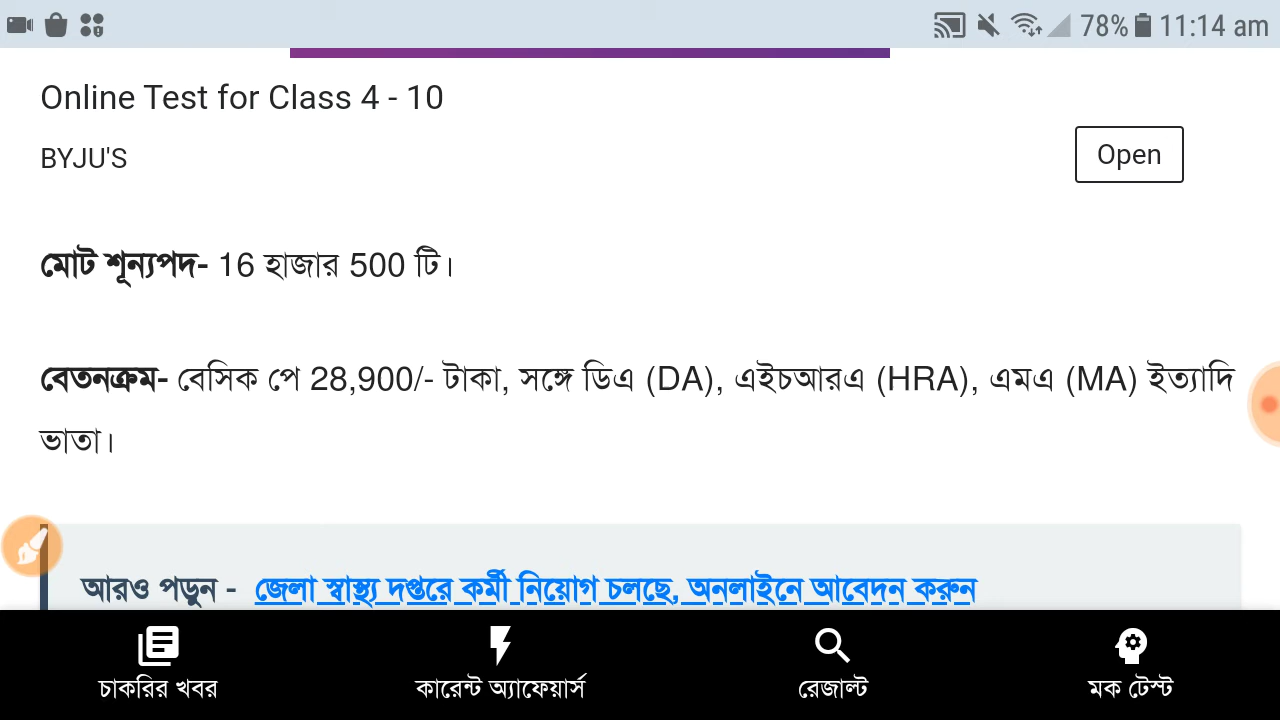 78% 11:14 am
Online Test for Class 4 - 10
BYJU'S
Open
মোট শূন্যপদ- 16 হাজার 500 টি।
বেতনক্রম- বেসিক পে 28,900/- টাকা, সঙ্গে ডিএ (DA), এইচআরএ (HRA), এমএ (MA) ইত্যাদি
ভাতা।
আরও পড়ুন - জেলা স্বাস্থ্য দপ্তরে কর্মী নিয়োগ চলছে, অনলাইনে আবেদন করুন
চাকরির খবর কারেন্ট অ্যাফেয়ার্স রেজাল্ট মক টেস্ট